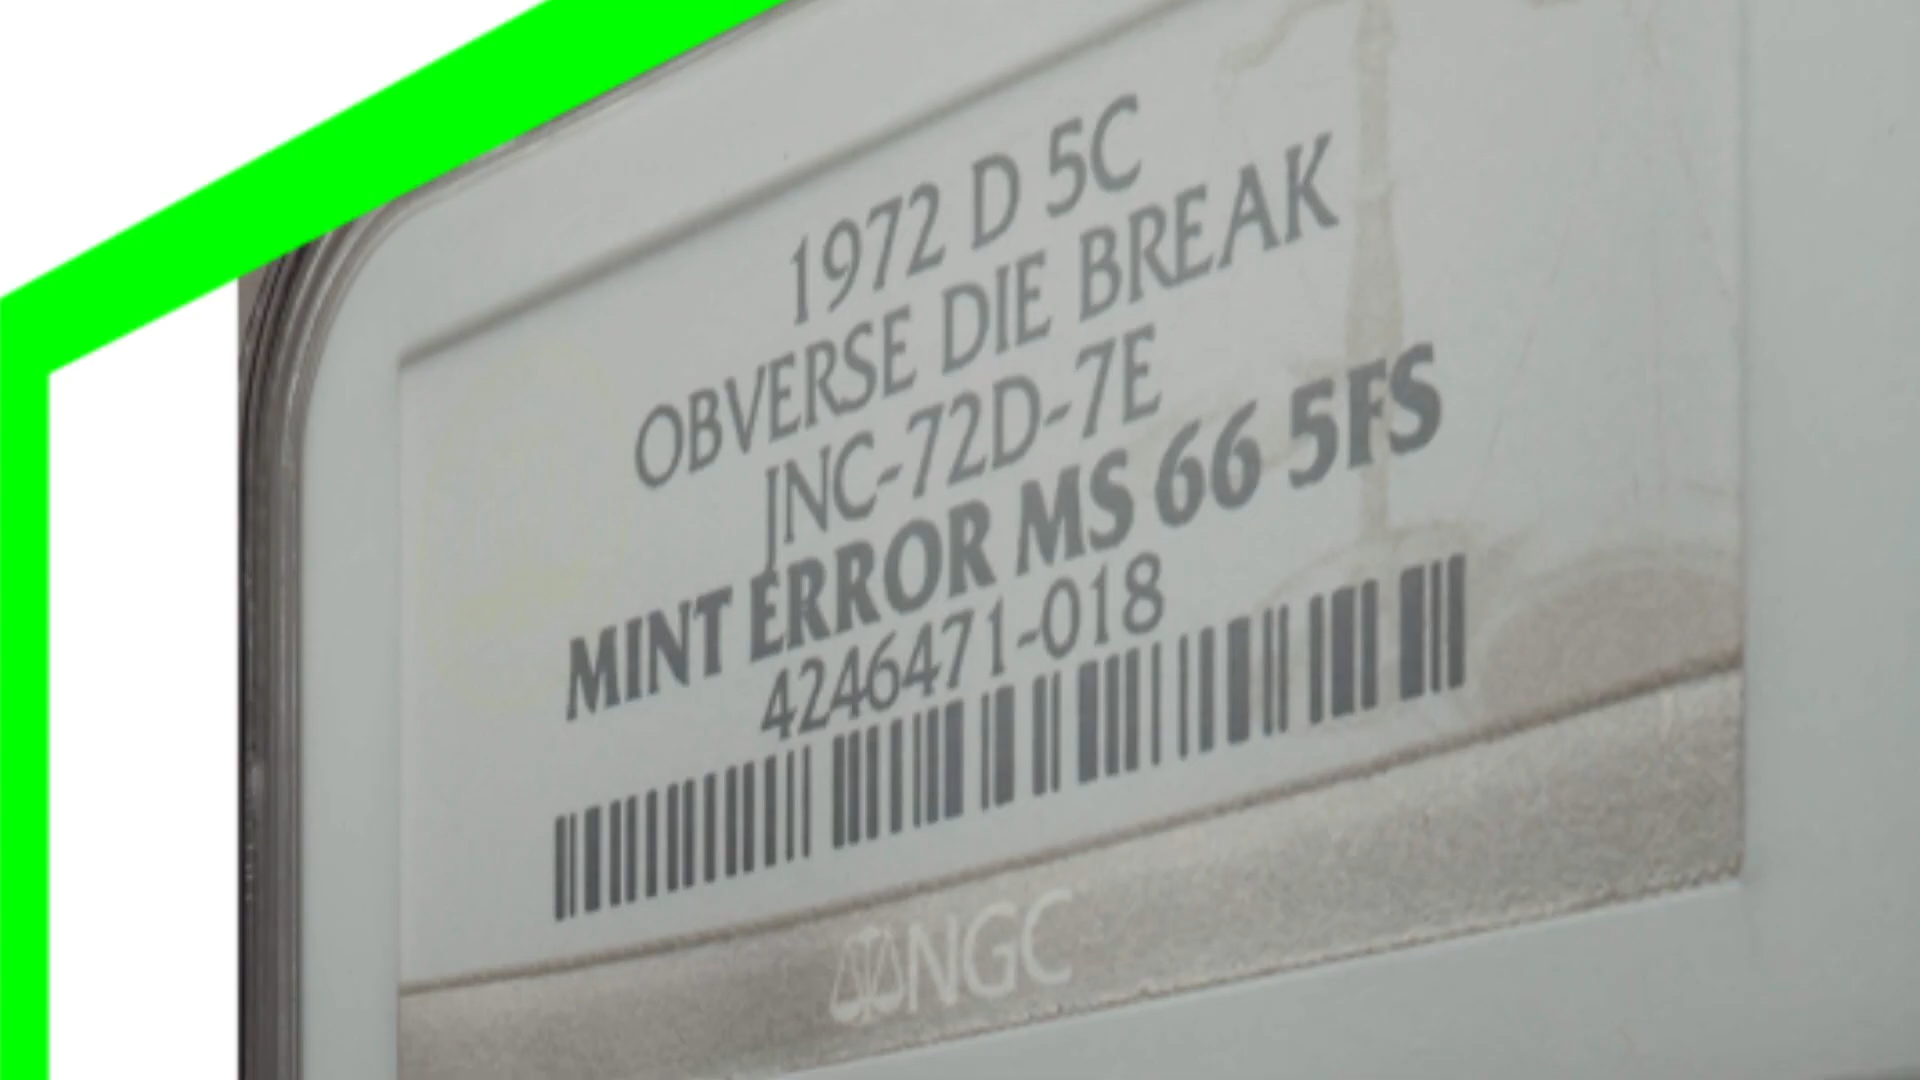 1972 D 5C
OBVERSE DIE BREAK
JNC-72D-7E
MINT ERROR MS 66 5FS
4246471-018
NGC